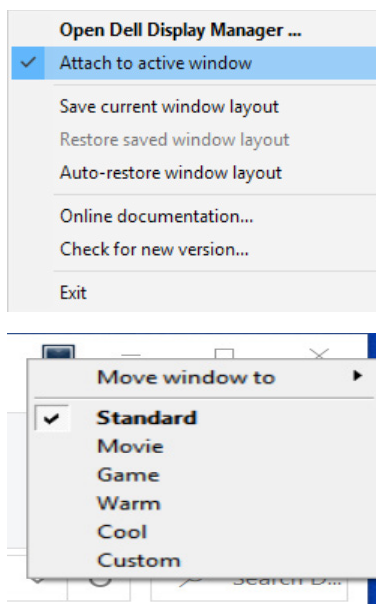 Open Dell Display Manager ...
Attach to active window
Save current window layout
Restore saved window layout
Auto-restore window layout
Online documentation...
Check for new version...
Exit
Move window to
Standard
Movie
Game
Warm
Cool
Custom
Search D...